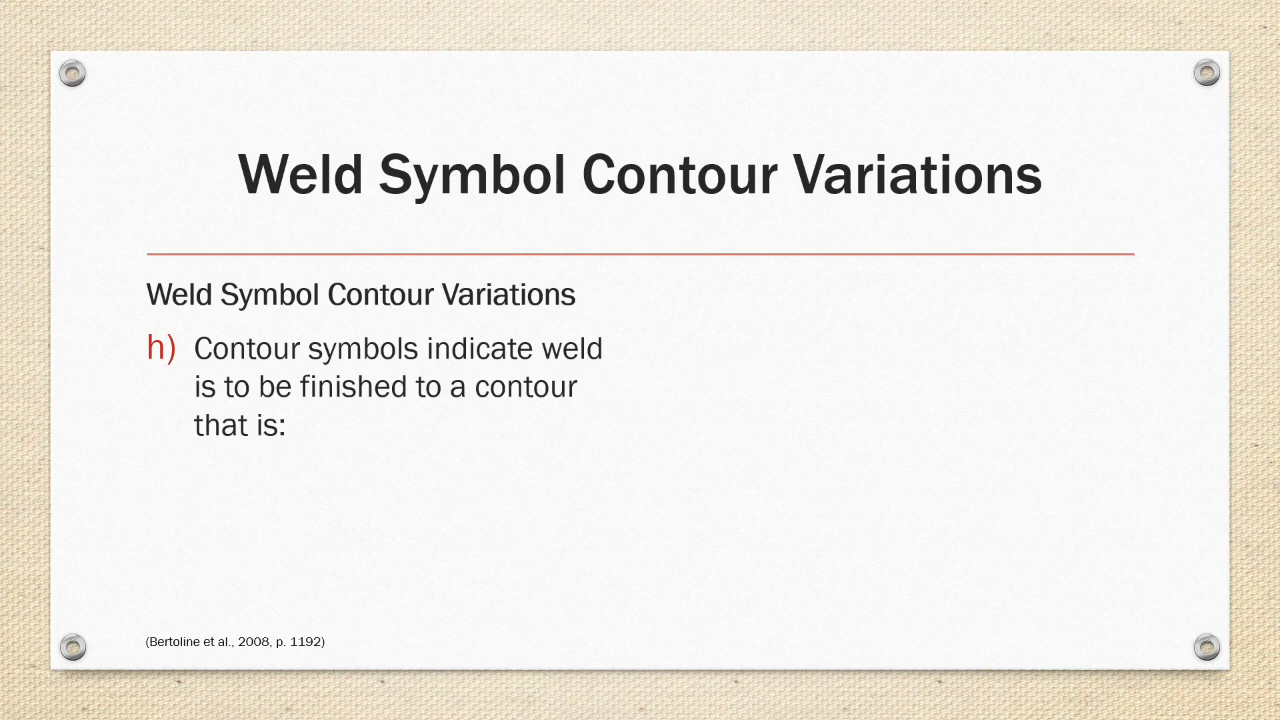 Weld Symbol Contour Variations
Weld Symbol Contour Variations
h) Contour symbols indicate weld
is to be finished to a contour
that is:
(Bertoline et al., 2008, p. 1192)